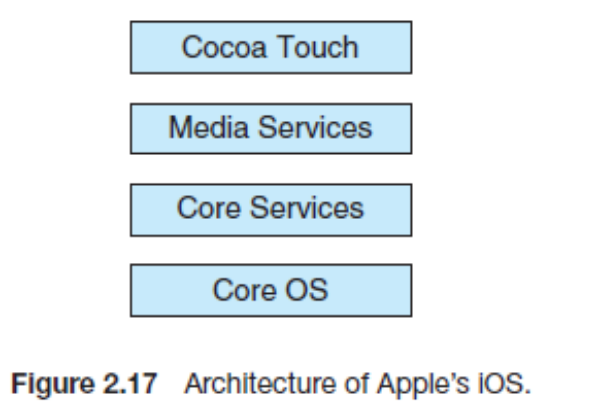 Cocoa Touch
Media Services
Core Services
Core OS
Figure 2.17 Architecture of Apple's iOS.